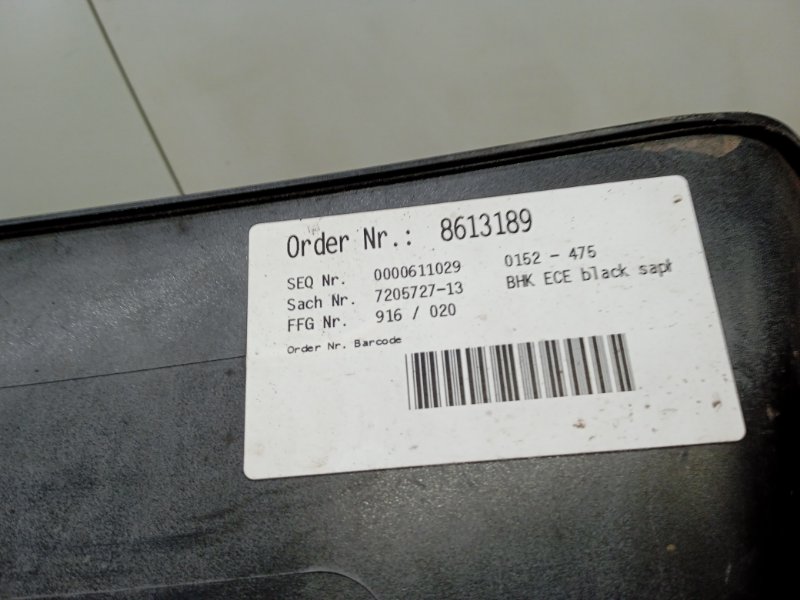 Order Nr.: 8613189
SEQ Nr. 0000611029 0152 - 475
Sach Nr. 7205727-13 BHK ECE black sapr
FFG Nr. 916 / 020
Order Nr. Barcode